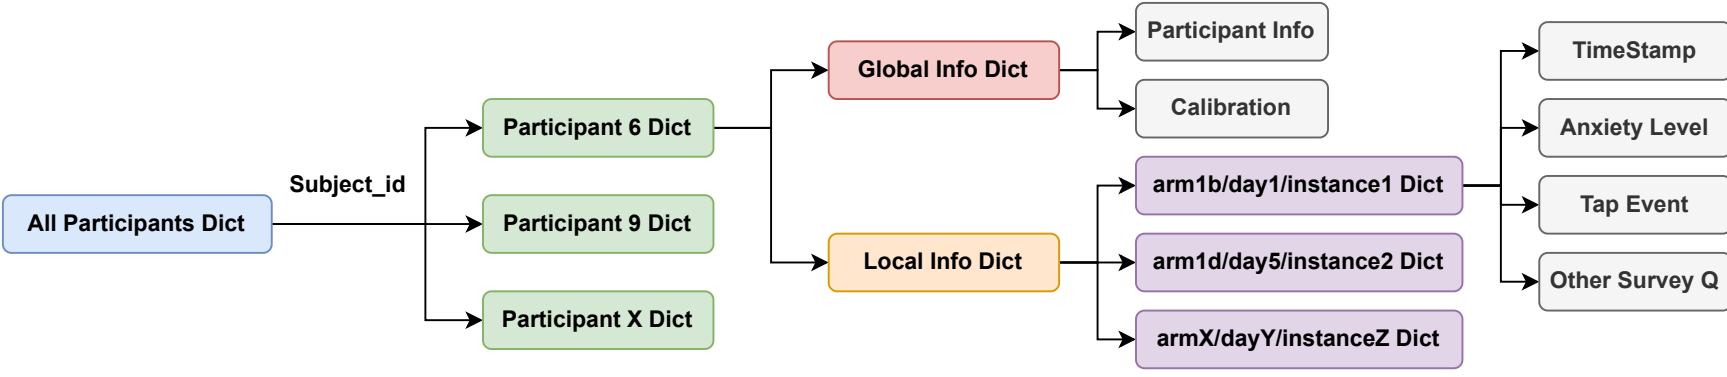 All Participants Dict
Subject_id
Participant 6 Dict
Participant 9 Dict
Participant X Dict
Global Info Dict
Local Info Dict
Participant Info
Calibration
arm1b/day1/instance1 Dict
arm1d/day5/instance2 Dict
armX/dayY/instanceZ Dict
TimeStamp
Anxiety Level
Tap Event
Other Survey Q